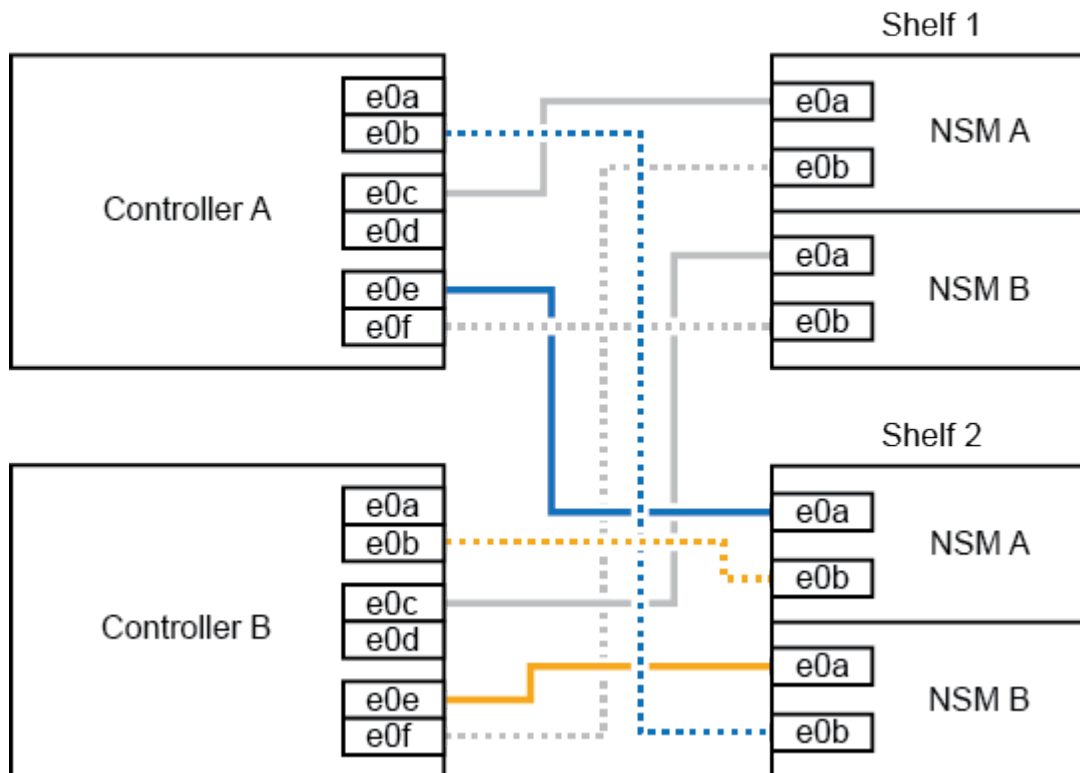 Shelf 1
Controller A
e0a
e0b
e0c
e0d
e0e
e0f
e0a
e0b
NSM A
e0a
e0b
NSM B
Shelf 2
Controller B
e0a
e0b
e0c
e0d
e0e
e0f
e0a
e0b
NSM A
e0a
e0b
NSM B